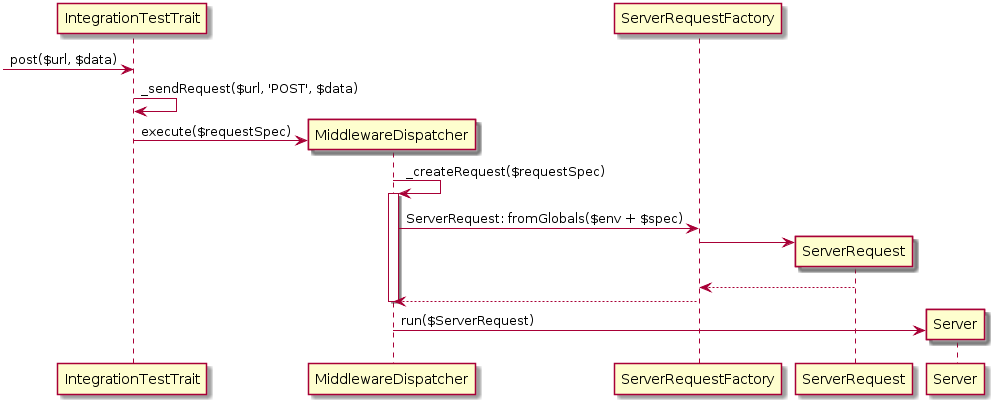 IntegrationTestTrait
ServerRequestFactory
post($url, $data)
_sendRequest($url, 'POST', $data)
execute($requestSpec)
MiddlewareDispatcher
_createRequest($requestSpec)
ServerRequest: fromGlobals($env + $spec)
ServerRequest
run($ServerRequest)
Server
IntegrationTestTrait
MiddlewareDispatcher
ServerRequestFactory
ServerRequest
Server